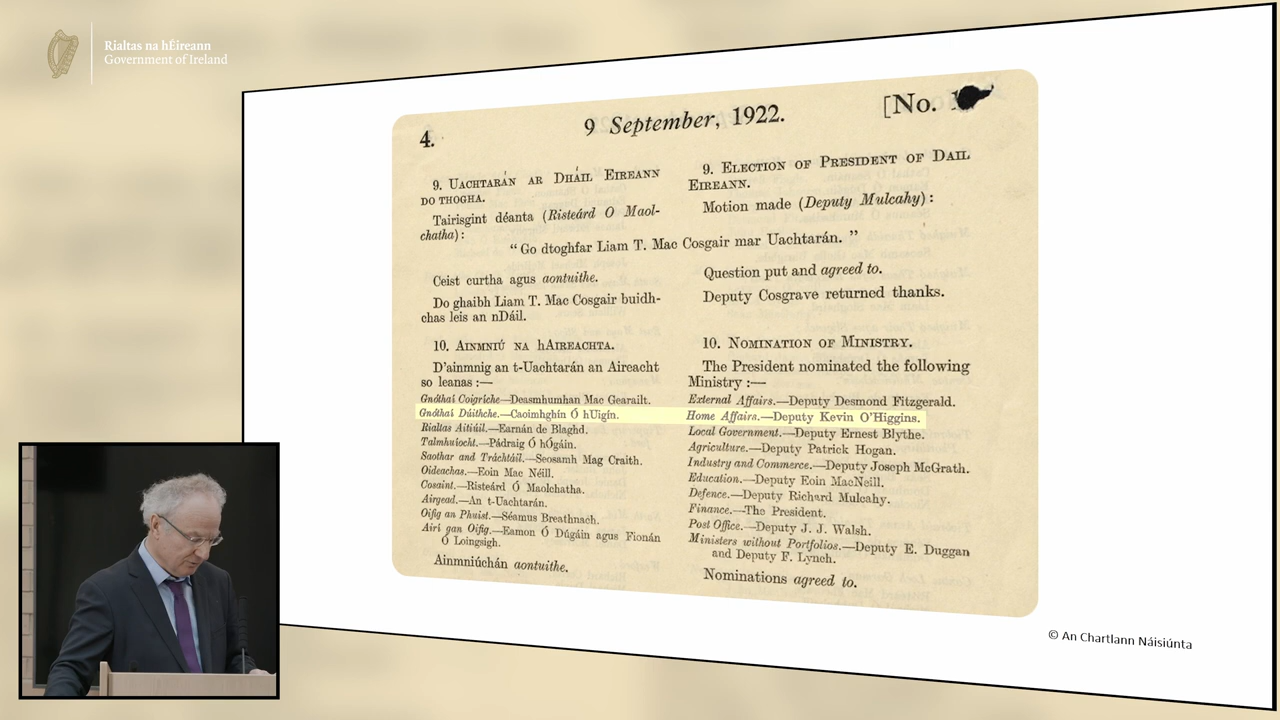 Rialtas na hÉireann
Government of Ireland
4.
9 September, 1922.
[No.
9. UACHTARÁN AR DHÁIL EIREANN
DO THOGHA.
Tairisgint déanta (Risteárd O Maol-
chatha):
9. ELECTION OF PRESIDENT OF DAIL
EIREANN.
Motion made (Deputy Mulcahy):
“Go dtoghfar Liam T. Mac Cosgair mar Uachtarán.”
Ceist curtha agus aontuithe.
Do ghaibh Liam T. Mac Cosgair buidh-
chas leis an nDáil.
Question put and agreed to.
Deputy Cosgrave returned thanks.
10. AINMNIÚ NA hAIREACHTA.
D'ainmnig an t-Uachtarán an Aireacht
so leanas :—
Gnóthaí Coigríche—Deasmhumhan Mac Gearailt.
Gnóthaí Dúithche.—Caoimhghín Ó hUigín.
Rialtas Aitiúil.—Earnán de Blaghd.
Talmhuíocht.—Pádraig Ó hÓgáin.
Saothar and Tráchtáil.—Seosamh Mag Craith.
Oideachas.—Eoin Mac Néill.
Cosaint.—Risteárd Ó Maolchatha.
Airgead.—An t-Uachtarán.
Oifig an Phuist.—Séamus Breathnach.
Airí gan Oifig.—Eamon Ó Dúgáin agus Fionán
Ó Loingsigh.
Ainmniúchán aontuithe.
10. NOMINATION OF MINISTRY.
The President nominated the following
Ministry :—
External Affairs.—Deputy Desmond Fitzgerald.
Home Affairs.—Deputy Kevin O'Higgins.
Local Government.—Deputy Ernest Blythe.
Agriculture.—Deputy Patrick Hogan.
Industry and Commerce.—Deputy Joseph McGrath.
Education.—Deputy Eoin MacNeill.
Defence.—Deputy Richard Mulcahy.
Finance.—The President.
Post Office.—Deputy J. J. Walsh.
Ministers without Portfolios.—Deputy E. Duggan
and Deputy F. Lynch.
Nominations agreed to.
© An Chartlann Náisiúnta